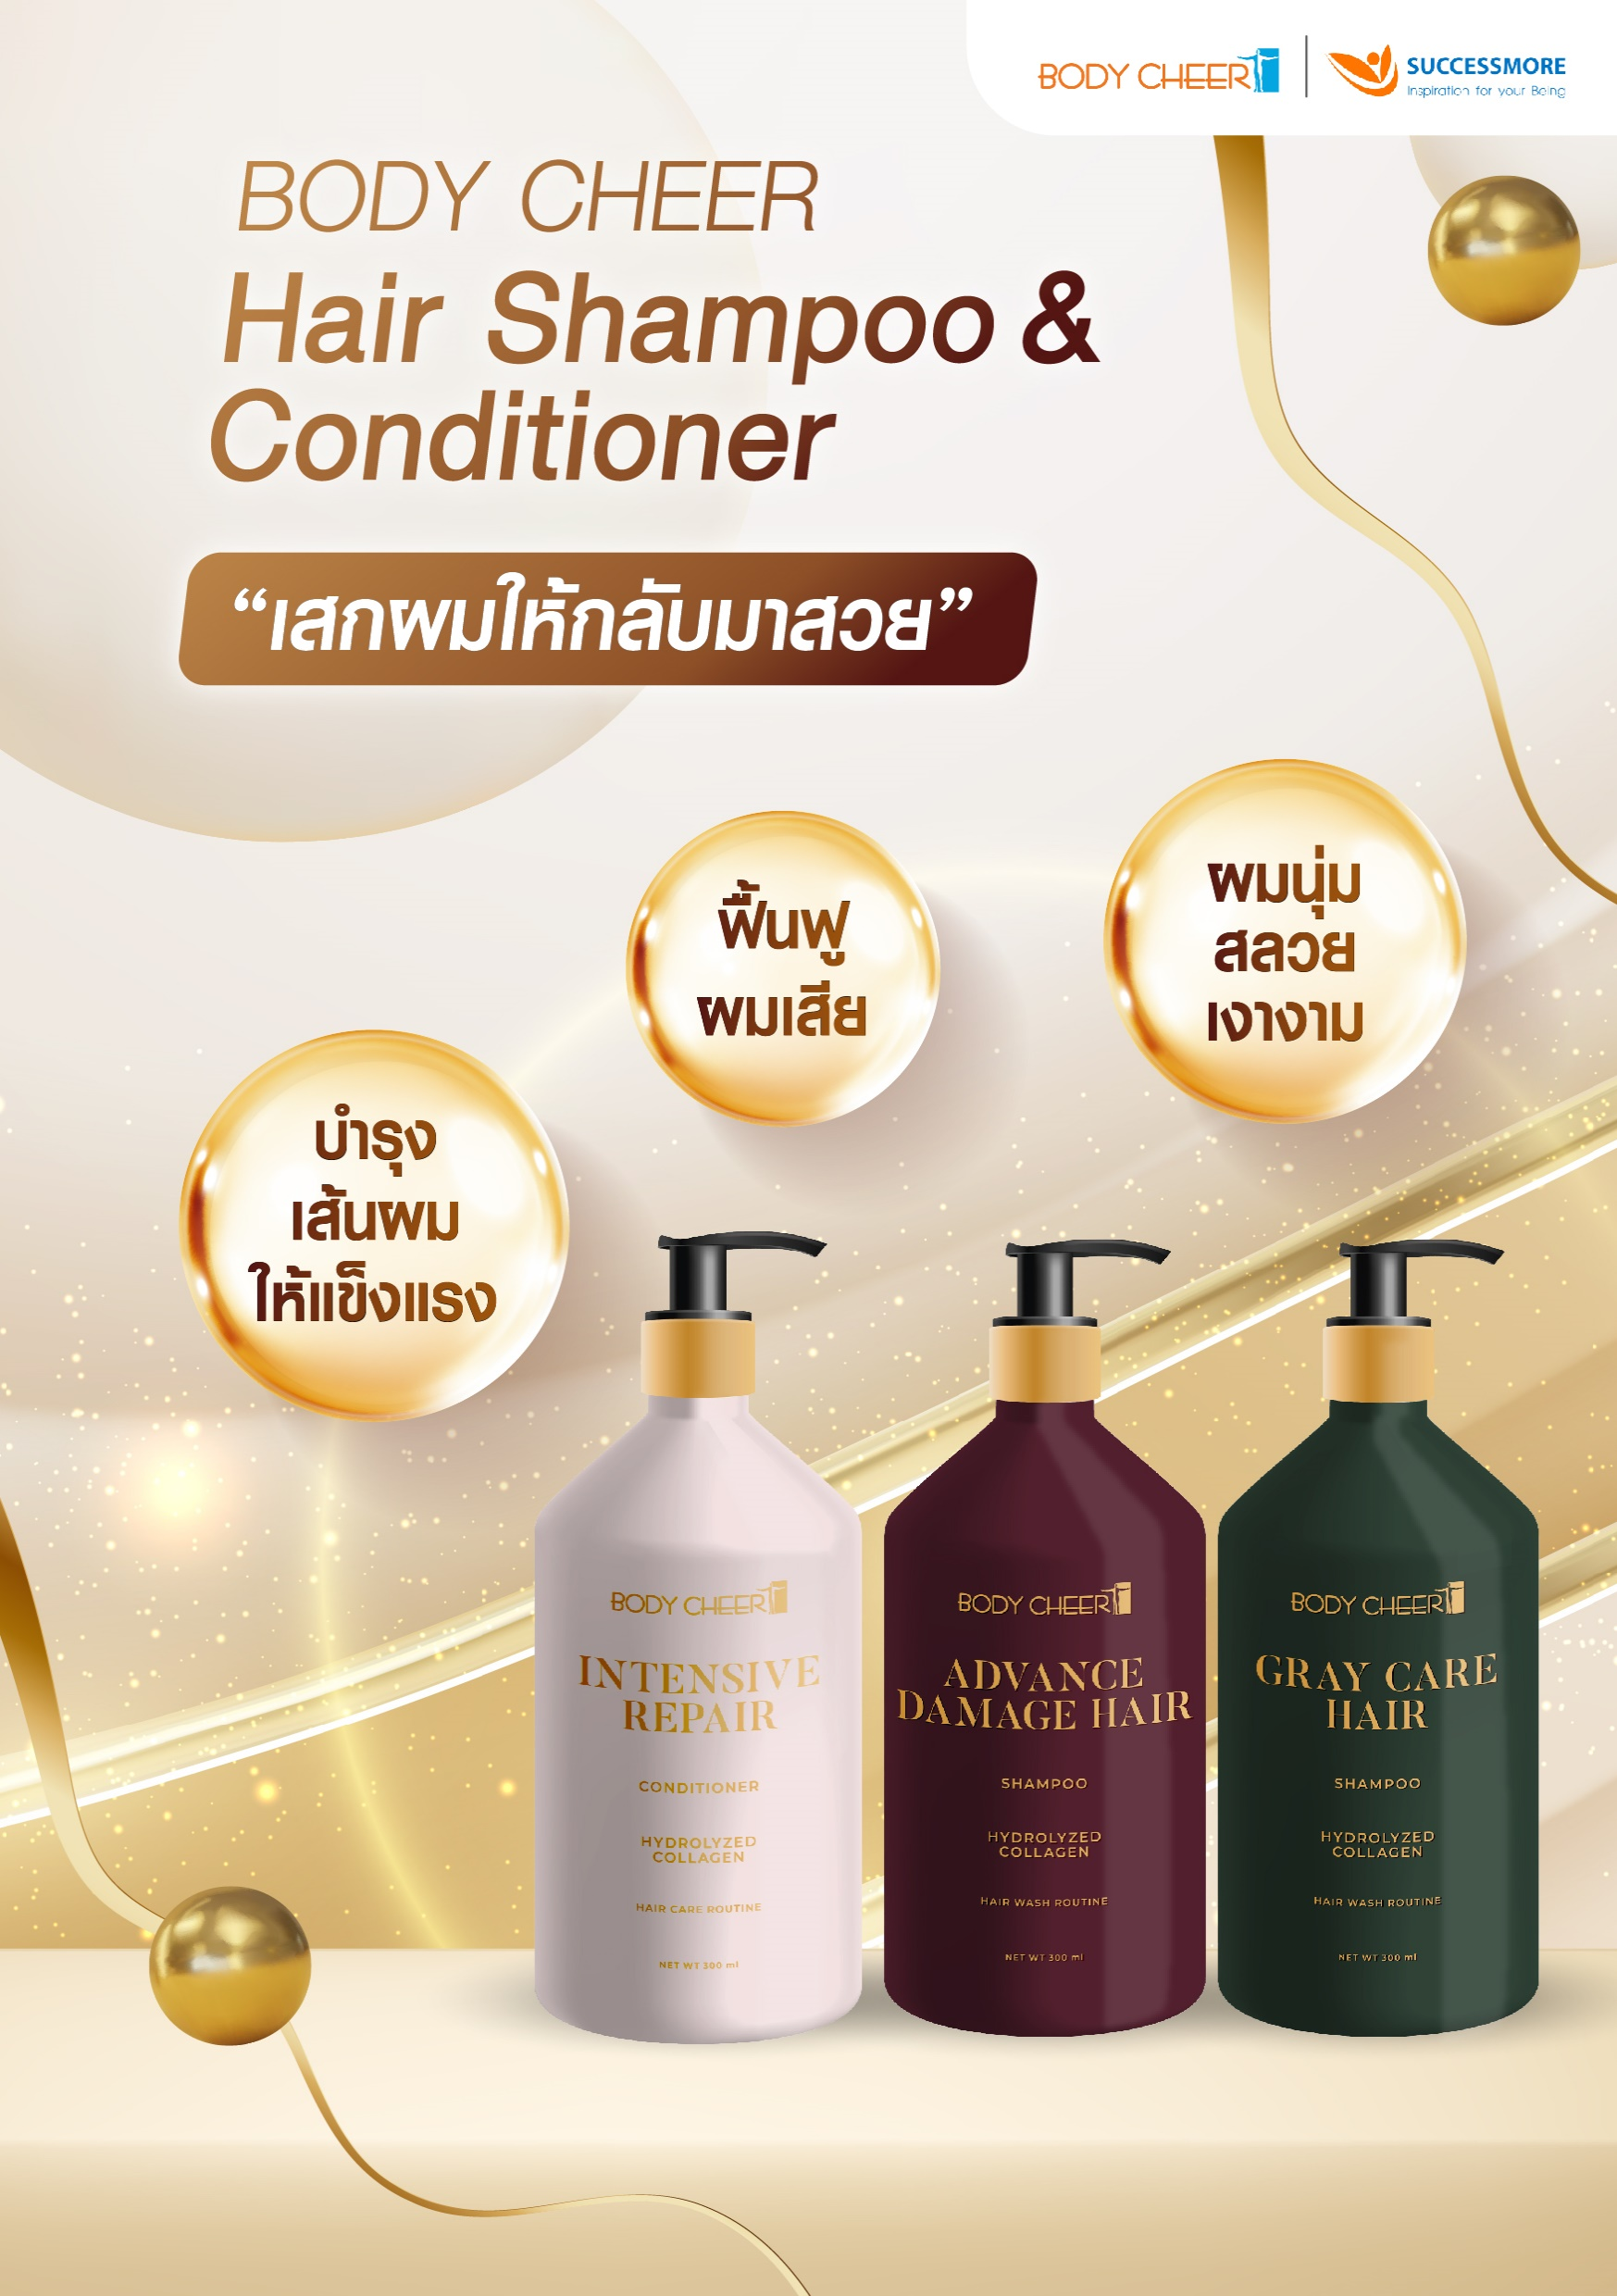 BODY CHEER
SUCCESSMORE
Inspiration for your Being
BODY CHEER
Hair Shampoo &
Conditioner
“เสกผมให้กลับมาสวย”
ผมนุ่ม
สลวย
เงางาม
ฟื้นฟู
ผมเสีย
บำรุง
เส้นผม
ให้แข็งแรง
BODY CHEER
INTENSIVE
REPAIR
CONDITIONER
HYDROLYZED
COLLAGEN
HAIR CARE ROUTINE
NET WT 300 ml
BODY CHEER
ADVANCE
DAMAGE HAIR
SHAMPOO
HYDROLYZED
COLLAGEN
HAIR WASH ROUTINE
NET WT 300 ml
BODY CHEER
GRAY CARE
HAIR
SHAMPOO
HYDROLYZED
COLLAGEN
HAIR WASH ROUTINE
NET WT 300 ml